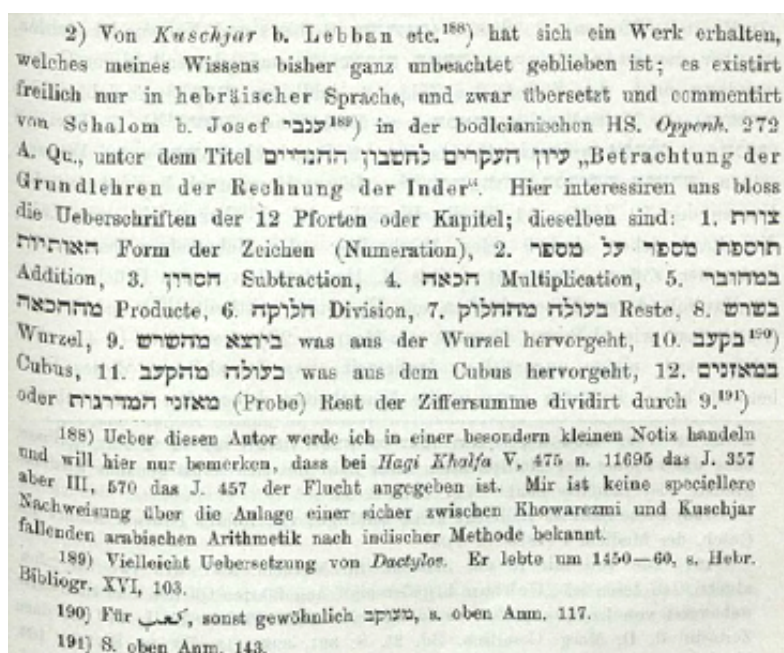 2) Von Kuschjar b. Lebban etc.¹⁸⁸) hat sich ein Werk erhalten,
welches meines Wissens bisher ganz unbeachtet geblieben ist; es existirt
freilich nur in hebräischer Sprache, und zwar übersetzt und commentirt
von Schalom b. Josef ענבי¹⁸⁹) in der bodleianischen HS. Oppenh. 272
A. Qu., unter dem Titel עיון העקרים לחשבון ההנדיים „Betrachtung der
Grundlehren der Rechnung der Inder“. Hier interessiren uns bloss
die Ueberschriften der 12 Pforten oder Kapitel; dieselben sind: 1. צורת
האותיות Form der Zeichen (Numeration), 2. תוספת מספר על מספר
Addition, 3. חסרון Subtraction, 4. הכאה Multiplication, 5. במחובר
מההכאה Producte, 6. חלוקה Division, 7. בעולה מהחלוק Reste, 8. בשרש
Wurzel, 9. ביוצא מהשרש was aus der Wurzel hervorgeht, 10. בקעב¹⁹⁰)
Cubus, 11. בעולה מהקעב was aus dem Cubus hervorgeht, 12. במאזנים
oder מאזני המדרגות (Probe) Rest der Ziffersumme dividirt durch 9.¹⁹¹)
188) Ueber diesen Autor werde ich in einer besondern kleinen Notiz handeln
und will hier nur bemerken, dass bei Hagi Khalfa V, 475 n. 11695 das J. 357
aber III, 570 das J. 457 der Flucht angegeben ist. Mir ist keine speciellere
Nachweisung über die Anlage einer sicher zwischen Khowarezmi und Kuschjar
fallenden arabischen Arithmetik nach indischer Methode bekannt.
189) Vielleicht Uebersetzung von Dactylos. Er lebte um 1450—60, s. Hebr.
Bibliogr. XVI, 103.
190) Für كعب, sonst gewöhnlich מעוקב, s. oben Anm. 117.
191) S. oben Anm. 143.